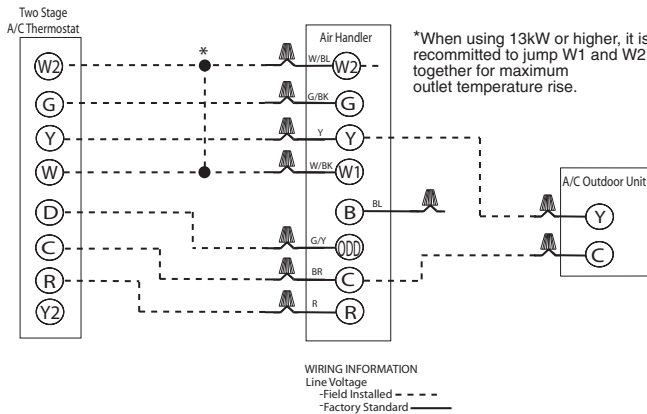 Two Stage
A/C Thermostat
Air Handler
*When using 13kW or higher, it is
recommitted to jump W1 and W2
together for maximum
outlet temperature rise.
*
W2
W/BL
W2
G
G/BK
G
Y
Y
Y
W
W/BK
W1
A/C Outdoor Unit
D
B
BL
Y
G/Y
ODD
C
BR
C
C
R
R
R
Y2
WIRING INFORMATION
Line Voltage
-Field Installed
-Factory Standard